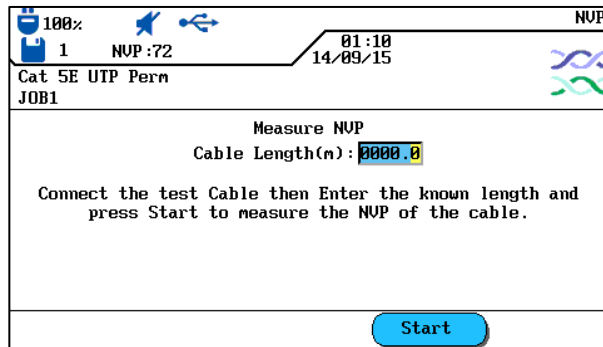 100% NVP
1 NVP:72 01:10
14/09/15
Cat 5E UTP Perm
JOB1
Measure NVP
Cable Length(m):0000.0
Connect the test Cable then Enter the known length and
press Start to measure the NVP of the cable.
Start